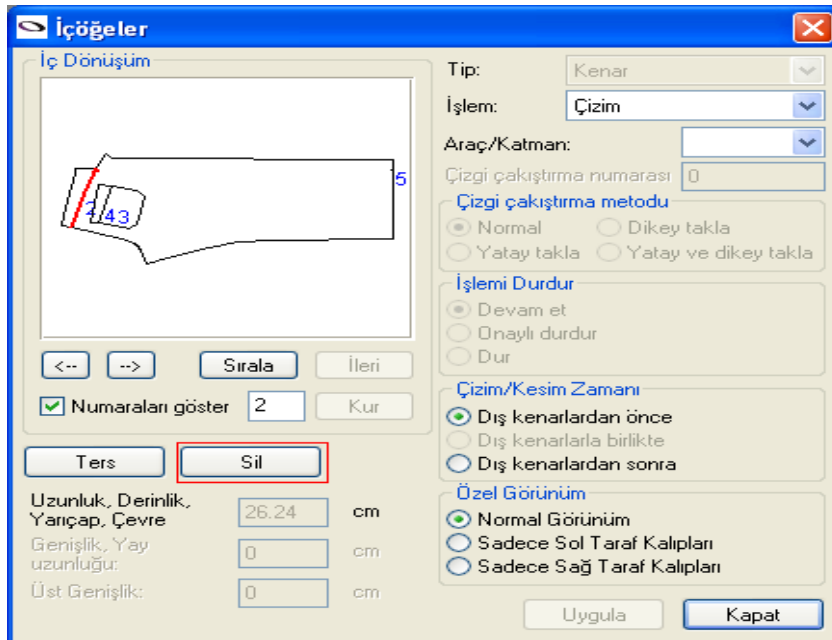 İçöğeler
İç Dönüşüm
5
2
4 3
<-- --> Sırala İleri
Numaraları göster 2 Kur
Ters Sil
Uzunluk, Derinlik,
Yarıçap, Çevre 26.24 cm
Genişlik, Yay
uzunluğu: 0 cm
Üst Genişlik: 0 cm
Tip: Kenar
İşlem: Çizim
Araç/Katman:
Çizgi çakıştırma numarası 0
Çizgi çakıştırma metodu
Normal Dikey takla
Yatay takla Yatay ve dikey takla
İşlemi Durdur
Devam et
Onaylı durdur
Dur
Çizim/Kesim Zamanı
Dış kenarlardan önce
Dış kenarlarla birlikte
Dış kenarlardan sonra
Özel Görünüm
Normal Görünüm
Sadece Sol Taraf Kalıpları
Sadece Sağ Taraf Kalıpları
Uygula Kapat